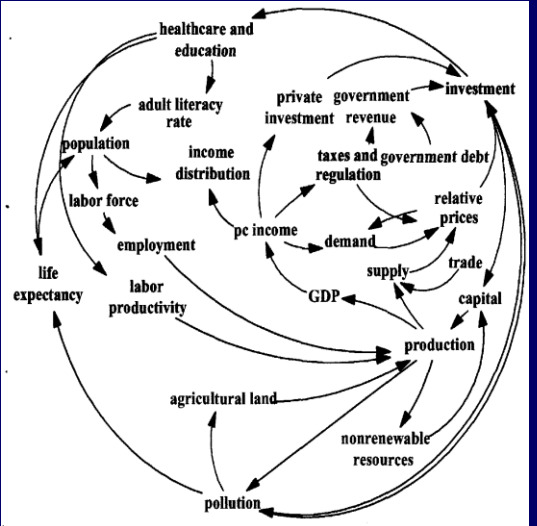 healthcare and
education
adult literacy
rate
population
labor force
employment
life
expectancy
labor
productivity
income
distribution
private
investment
government
revenue
investment
taxes and
regulation
government debt
relative
prices
pc income
demand
supply
trade
GDP
capital
production
agricultural land
nonrenewable
resources
pollution